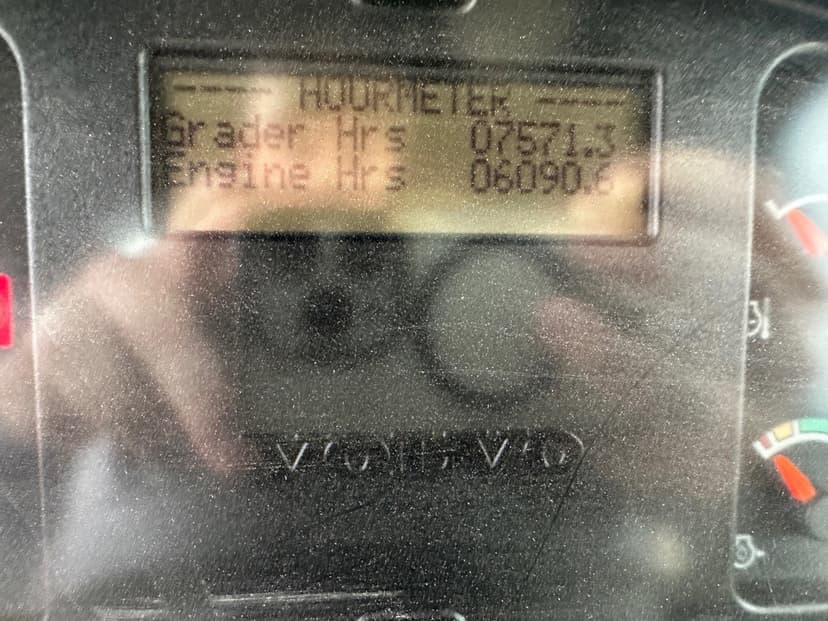 ---- HOURMETER ----
Grader Hrs 07571.3
Engine Hrs 06090.6
VOLVO